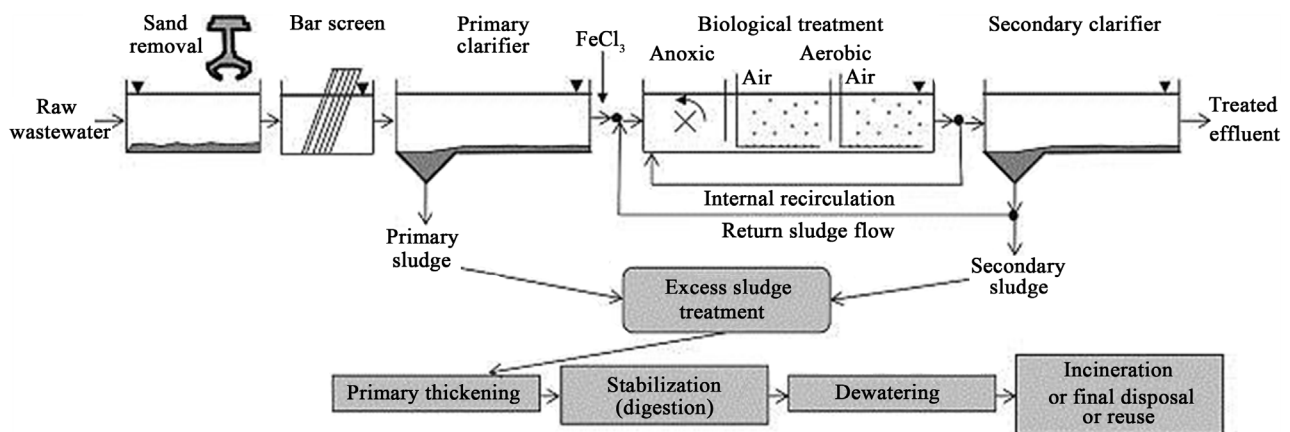 Sand
removal
Bar screen
Primary
clarifier
FeCl₃
Biological treatment
Anoxic
Aerobic
Air
Air
Secondary clarifier
Raw
wastewater
Treated
effluent
Internal recirculation
Return sludge flow
Primary
sludge
Secondary
sludge
Excess sludge
treatment
Primary thickening
Stabilization
(digestion)
Dewatering
Incineration
or final disposal
or reuse